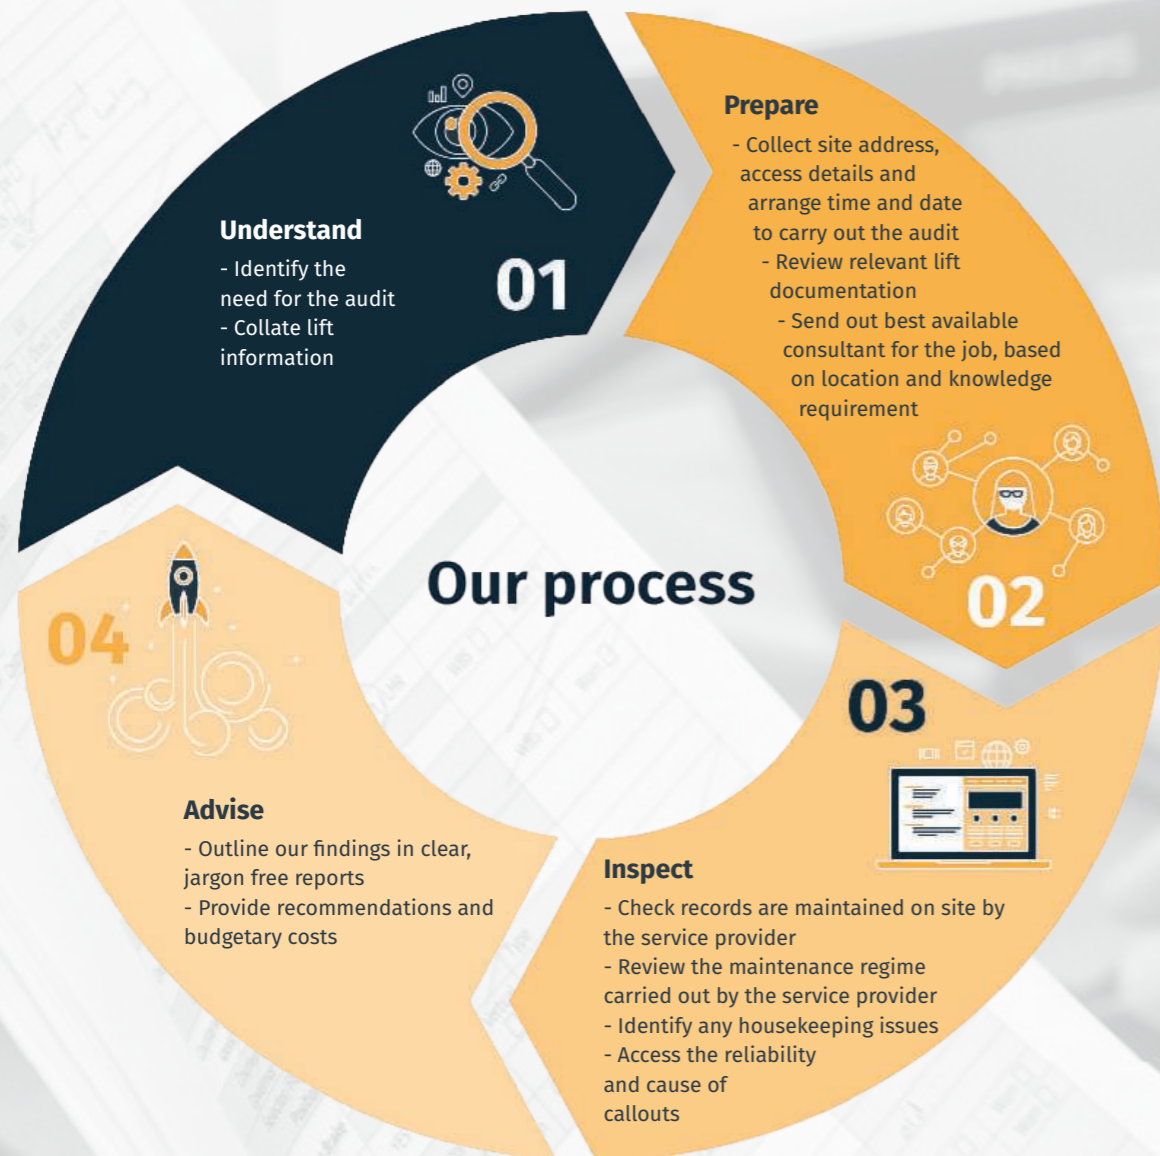 Understand
- Identify the
need for the audit
- Collate lift
information
01
Prepare
- Collect site address,
access details and
arrange time and date
to carry out the audit
- Review relevant lift
documentation
- Send out best available
consultant for the job, based
on location and knowledge
requirement
02
Our process
03
Inspect
- Check records are maintained on site by
the service provider
- Review the maintenance regime
carried out by the service provider
- Identify any housekeeping issues
- Access the reliability
and cause of
callouts
04
Advise
- Outline our findings in clear,
jargon free reports
- Provide recommendations and
budgetary costs